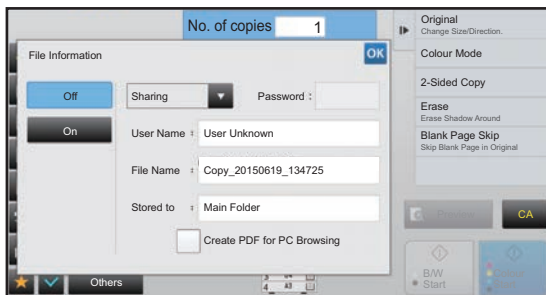 No. of copies 1
File Information
OK
Off
On
Sharing
Password :
User Name : User Unknown
File Name : Copy_20150619_134725
Stored to : Main Folder
Create PDF for PC Browsing
Others
4 A3
Original
Change Size/Direction.
Colour Mode
2-Sided Copy
Erase
Erase Shadow Around
Blank Page Skip
Skip Blank Page in Original
CA
B/W
Start